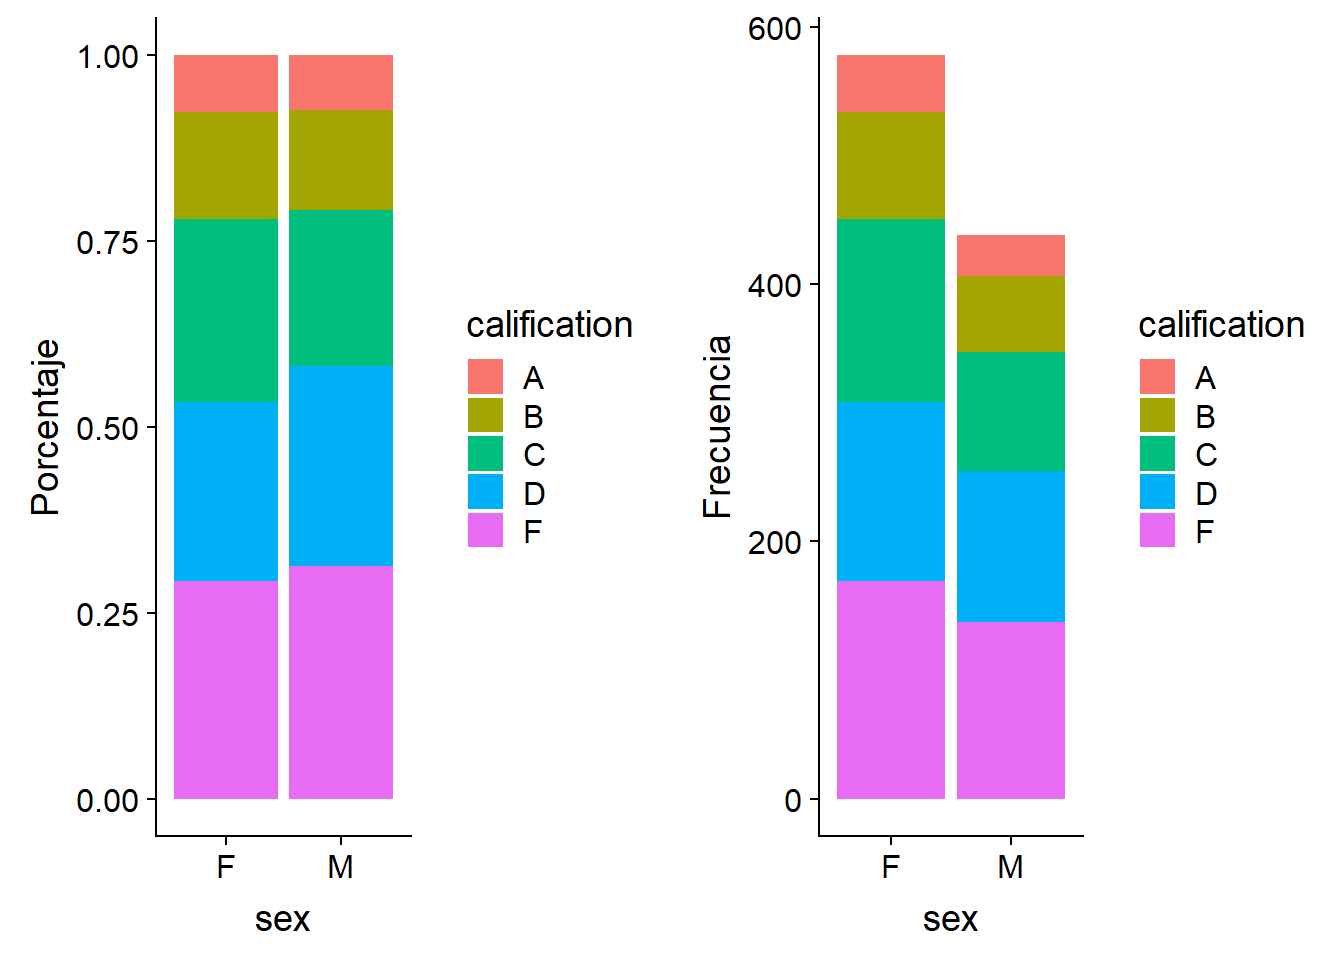 Porcentaje
1.00
0.75
0.50
0.25
0.00
F M
sex
calification
A
B
C
D
F
Frecuencia
600
400
200
0
F M
sex
calification
A
B
C
D
F